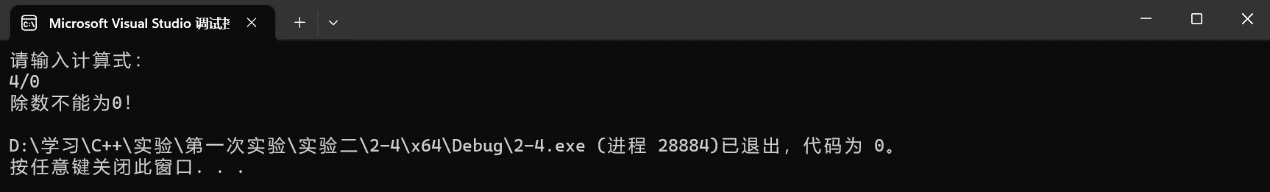 Microsoft Visual Studio 调试
请输入计算式:
4/0
除数不能为0!
D:\学习\C++\实验\第一次实验\实验二\2-4\x64\Debug\2-4.exe (进程 28884)已退出，代码为 0。
按任意键关闭此窗口. . .